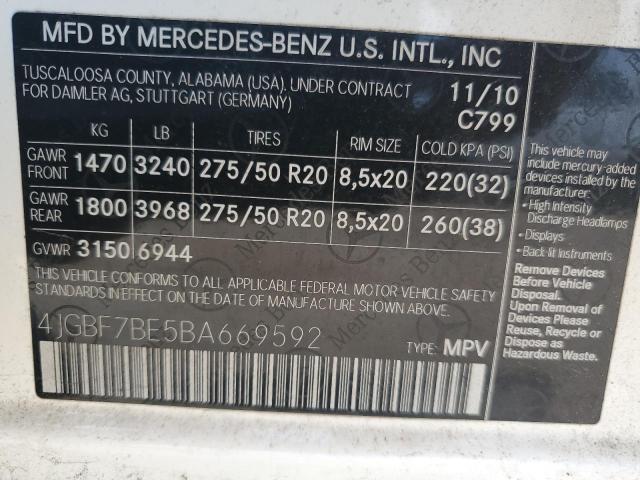 MFD BY MERCEDES-BENZ U.S. INTL., INC
TUSCALOOSA COUNTY, ALABAMA (USA). UNDER CONTRACT
FOR DAIMLER AG, STUTTGART (GERMANY)
11/10
C799
KG LB TIRES RIM SIZE COLD KPA (PSI)
GAWR FRONT 1470 3240 275/50 R20 8,5x20 220(32)
GAWR REAR 1800 3968 275/50 R20 8,5x20 260(38)
GVWR 3150 6944
THIS VEHICLE CONFORMS TO ALL APPLICABLE FEDERAL MOTOR VEHICLE SAFETY
STANDARDS IN EFFECT ON THE DATE OF MANUFACTURE SHOWN ABOVE.
4JGBF7BE5BA669592
TYPE: MPV
This vehicle may
include mercury-added
devices installed by the
manufacturer:
- High Intensity
Discharge Headlamps
- Displays
- Back lit Instruments
Remove Devices
Before Vehicle
Disposal.
Upon Removal of
Devices Please
Reuse, Recycle or
Dispose as
Hazardous Waste.